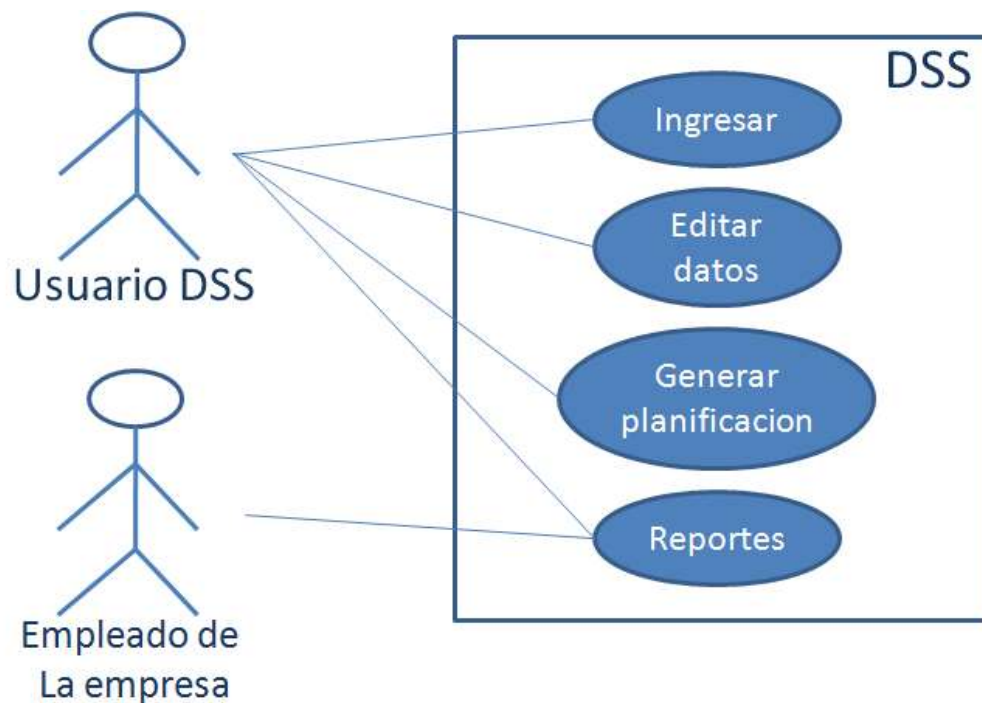 DSS
Ingresar
Editar
datos
Usuario DSS
Generar
planificacion
Reportes
Empleado de
La empresa